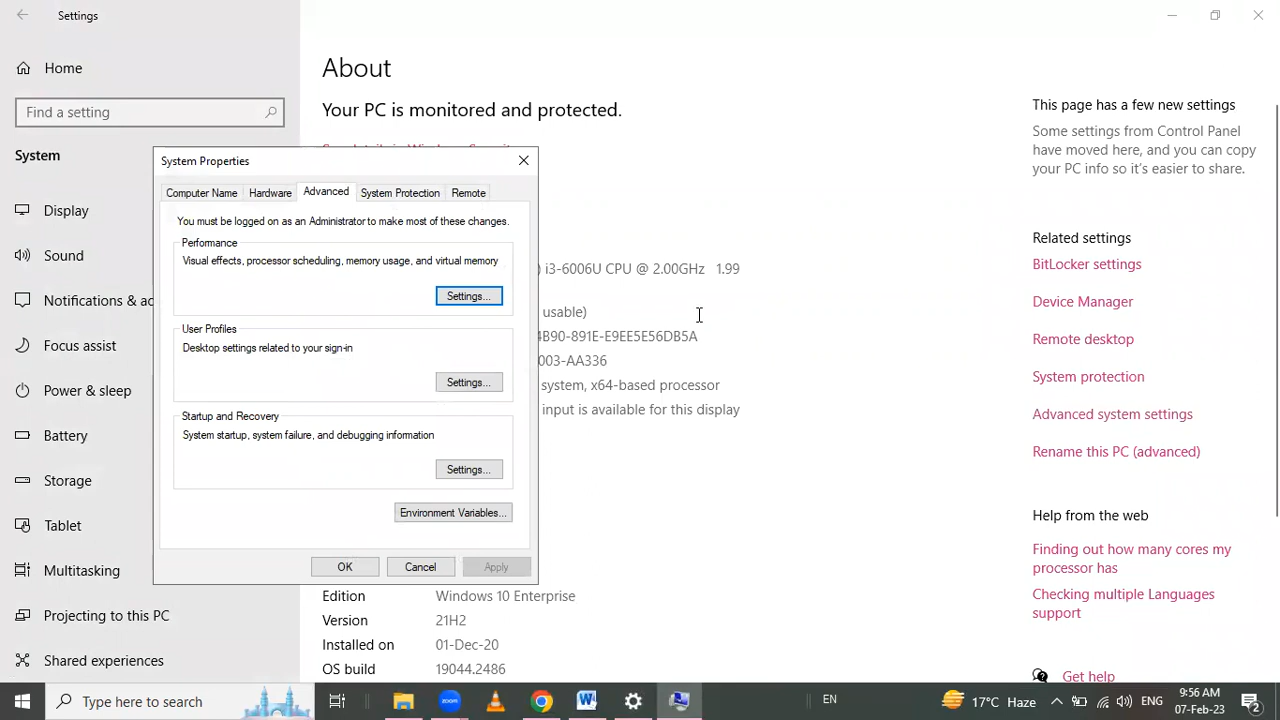 Settings
Home
Find a setting
System
Display
Sound
Notifications & ac
Focus assist
Power & sleep
Battery
Storage
Tablet
Multitasking
Projecting to this PC
Shared experiences
About
Your PC is monitored and protected.
System Properties
Computer Name
Hardware
Advanced
System Protection
Remote
You must be logged on as an Administrator to make most of these changes.
Performance
Visual effects, processor scheduling, memory usage, and virtual memory
Settings...
User Profiles
Desktop settings related to your sign-in
Settings...
Startup and Recovery
System startup, system failure, and debugging information
Settings...
Environment Variables...
OK
Cancel
Apply
) i3-6006U CPU @ 2.00GHz 1.99
usable)
4B90-891E-E9EE5E56DB5A
003-AA336
system, x64-based processor
input is available for this display
Edition Windows 10 Enterprise
Version 21H2
Installed on 01-Dec-20
OS build 19044.2486
This page has a few new settings
Some settings from Control Panel
have moved here, and you can copy
your PC info so it's easier to share.
Related settings
BitLocker settings
Device Manager
Remote desktop
System protection
Advanced system settings
Rename this PC (advanced)
Help from the web
Finding out how many cores my
processor has
Checking multiple Languages
support
Get help
Type here to search
zoom
EN
17°C Haze
ENG
9:56 AM
07-Feb-23
2